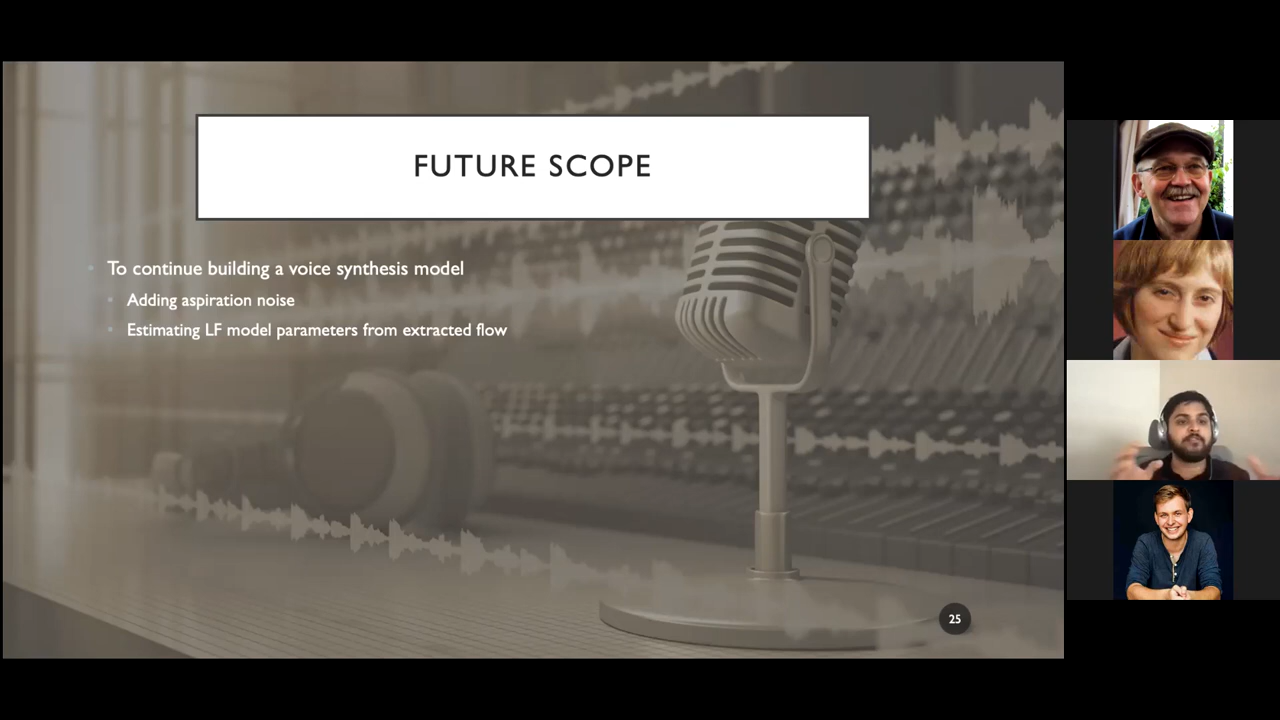 FUTURE SCOPE
To continue building a voice synthesis model
Adding aspiration noise
Estimating LF model parameters from extracted flow
25